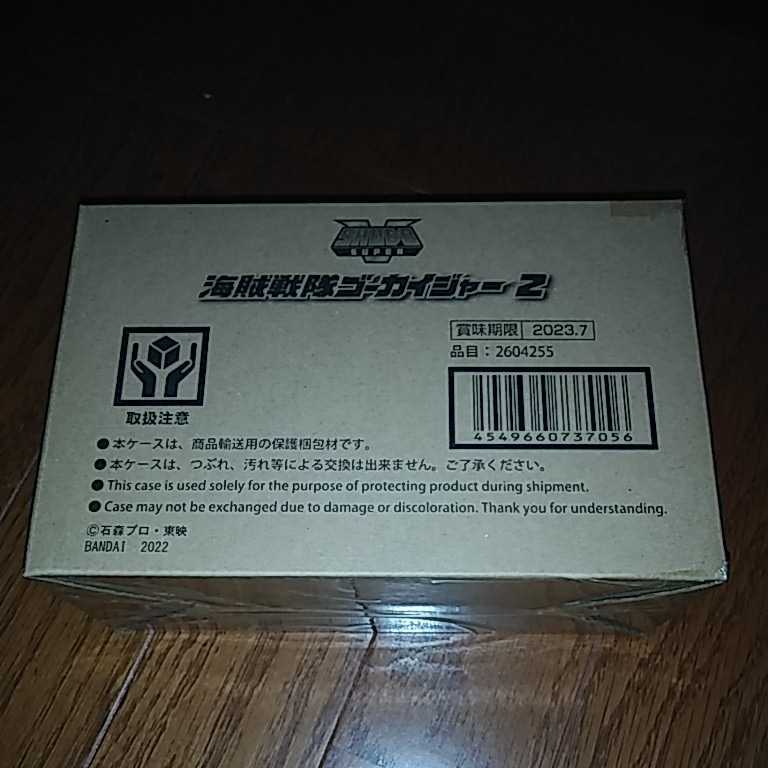 SHODO
SUPER
海賊戦隊ゴーカイジャー 2
賞味期限 2023.7
品目：2604255
4549660737056
取扱注意
●本ケースは、商品輸送用の保護梱包材です。
●本ケースは、つぶれ、汚れ等による交換は出来ません。ご了承ください。
●This case is used solely for the purpose of protecting product during shipment.
●Case may not be exchanged due to damage or discoloration. Thank you for understanding.
©石森プロ・東映
BANDAI 2022